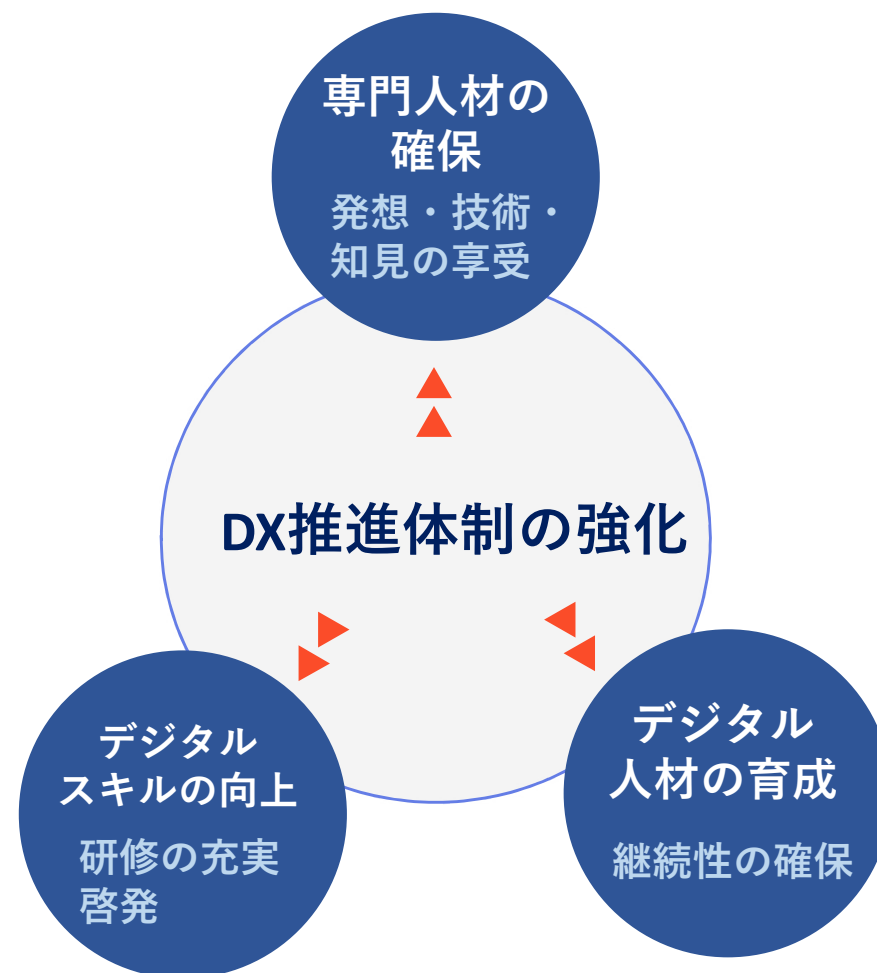 専門人材の
確保
発想・技術・
知見の享受
DX推進体制の強化
デジタル
スキルの向上
研修の充実
啓発
デジタル
人材の育成
継続性の確保